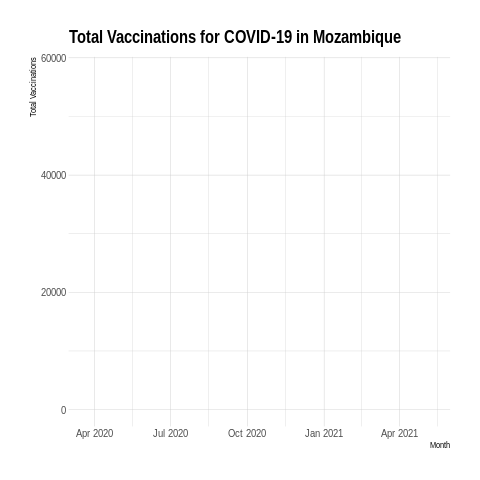 Total Vaccinations for COVID-19 in Mozambique
Total Vaccinations
60000
40000
20000
0
Apr 2020 Jul 2020 Oct 2020 Jan 2021 Apr 2021
Month